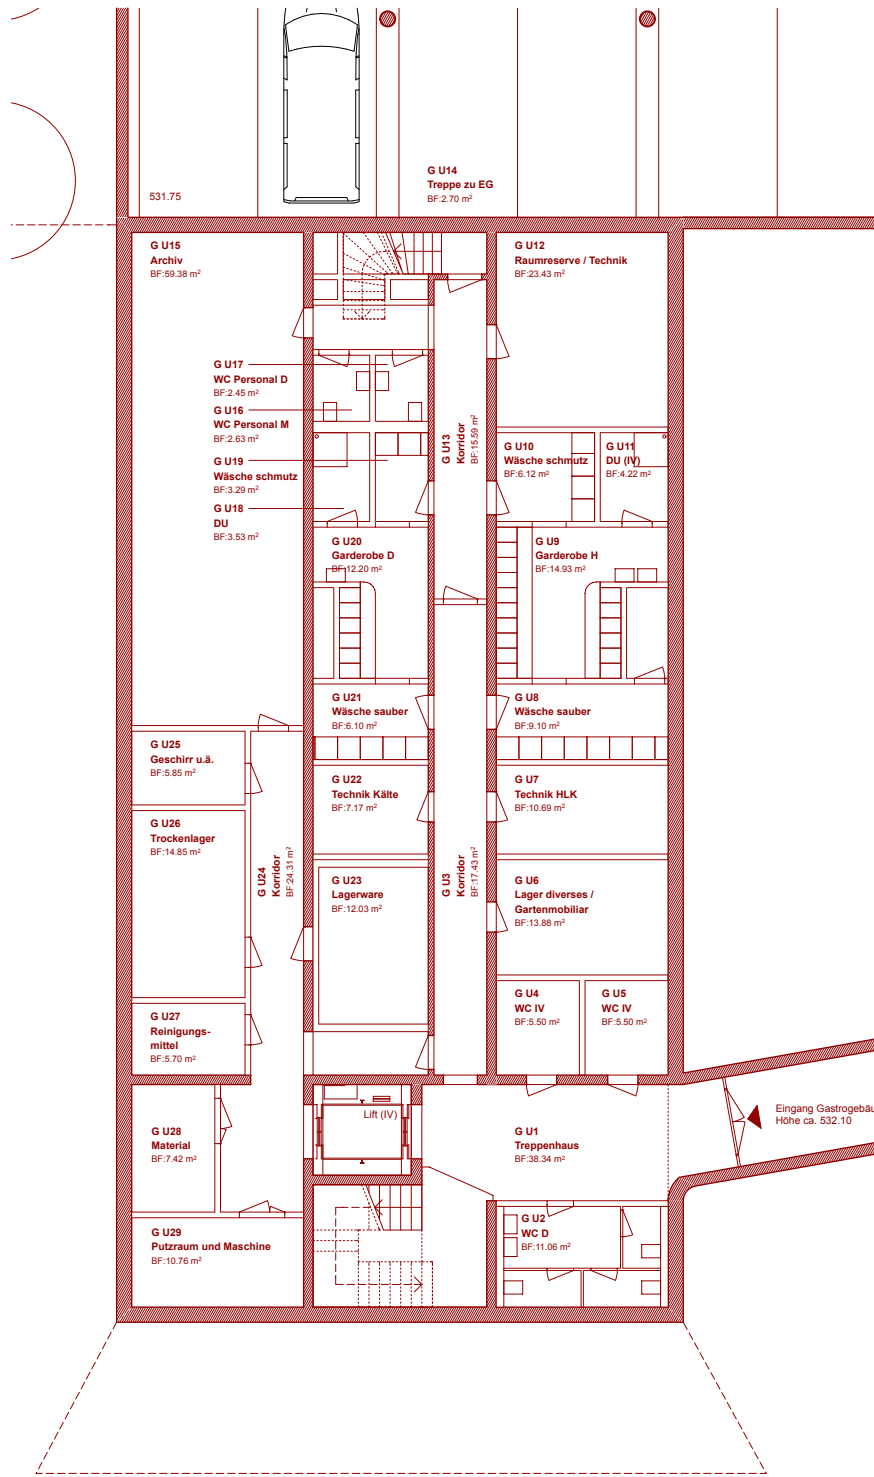 G U14
Treppe zu EG
BF:2.70 m²
531.75
G U15
Archiv
BF:59.38 m²
G U12
Raumreserve / Technik
BF:23.43 m²
G U17
WC Personal D
BF:2.45 m²
G U16
WC Personal M
BF:2.63 m²
G U19
Wäsche schmutz
BF:3.29 m²
G U18
DU
BF:3.53 m²
G U13
Korridor
BF:15.59 m²
G U10
Wäsche schmutz
BF:6.12 m²
G U11
DU (IV)
BF:4.22 m²
G U20
Garderobe D
BF:12.20 m²
G U9
Garderobe H
BF:14.93 m²
G U21
Wäsche sauber
BF:6.10 m²
G U8
Wäsche sauber
BF:9.10 m²
G U25
Geschirr u.ä.
BF:5.85 m²
G U22
Technik Kälte
BF:7.17 m²
G U7
Technik HLK
BF:10.69 m²
G U26
Trockenlager
BF:14.85 m²
G U24
Korridor
BF:24.31 m²
G U23
Lagerware
BF:12.03 m²
G U3
Korridor
BF:17.43 m²
G U6
Lager diverses /
Gartenmobiliar
BF:13.88 m²
G U4
WC IV
BF:5.50 m²
G U5
WC IV
BF:5.50 m²
G U27
Reinigungs-
mittel
BF:5.70 m²
Lift (IV)
Eingang Gastrogebäu
Höhe ca. 532.10
G U28
Material
BF:7.42 m²
G U1
Treppenhaus
BF:38.34 m²
G U2
WC D
BF:11.06 m²
G U29
Putzraum und Maschine
BF:10.76 m²